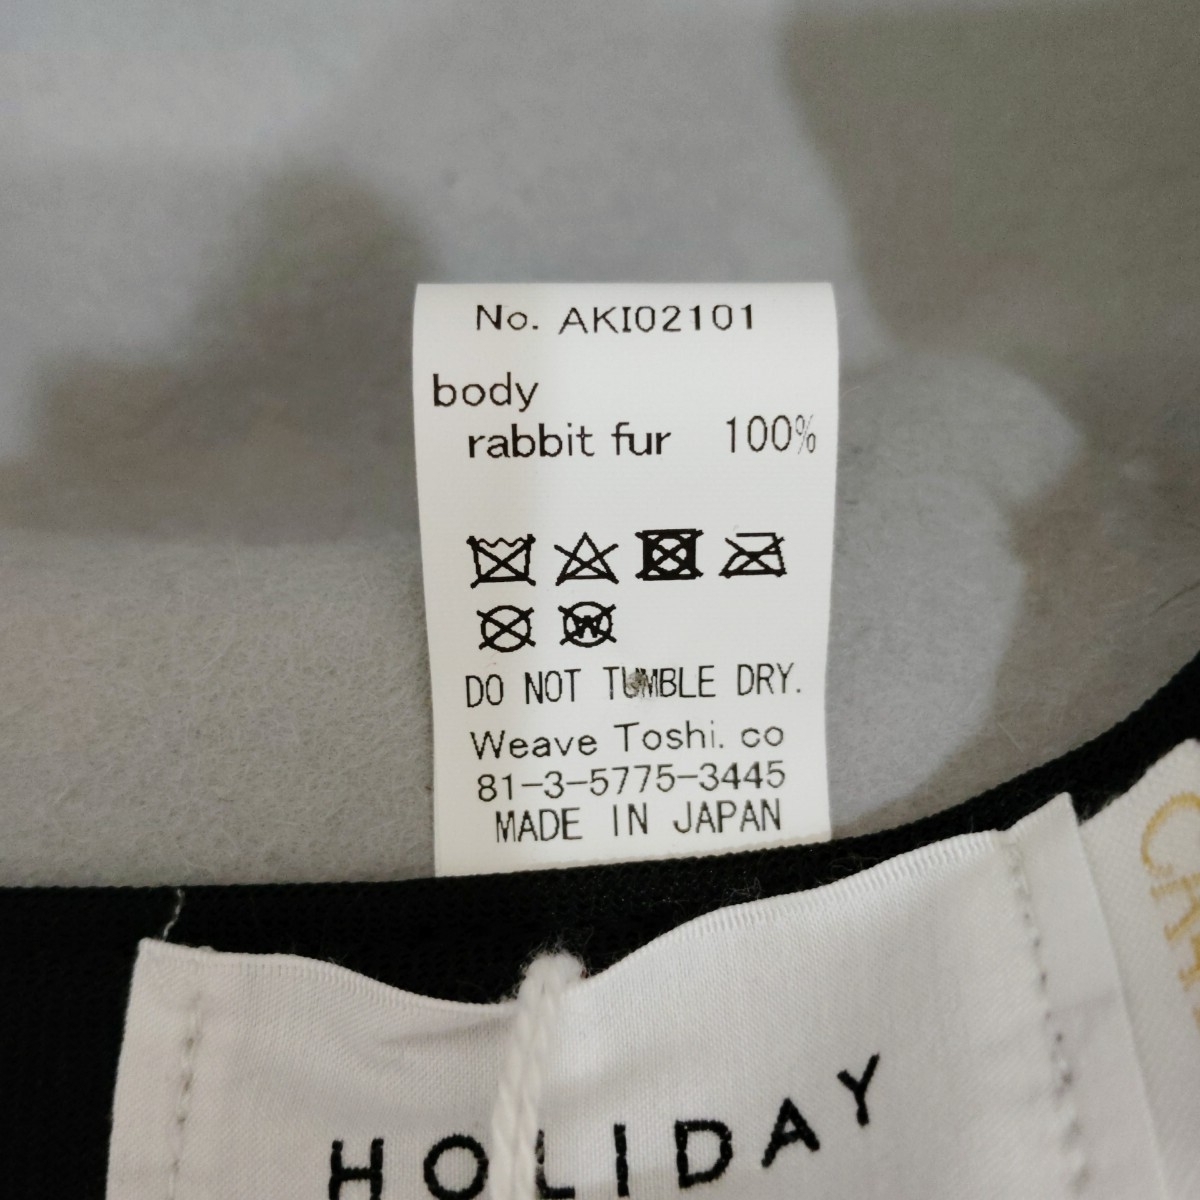 No. AKI02101
body
rabbit fur 100%
W
DO NOT TUMBLE DRY.
Weave Toshi. co
81-3-5775-3445
MADE IN JAPAN
HOLIDAY